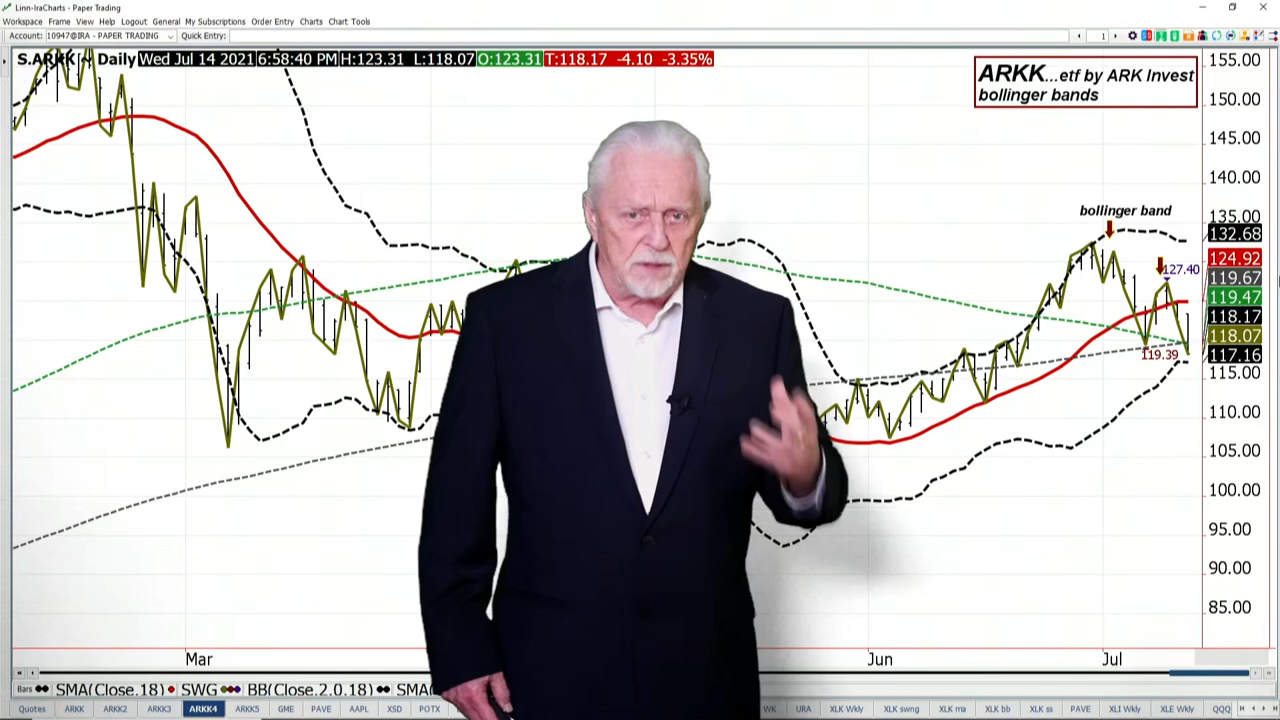 Linn-IraCharts - Paper Trading
Workspace Frame View Help Logout General My Subscriptions Order Entry Charts Chart Tools
Account: 10947@IRA - PAPER TRADING Quick Entry: 1
S.ARKK ~ Daily Wed Jul 14 2021 6:58:40 PM H:123.31 L:118.07 O:123.31 T:118.17 -4.10 -3.35%
ARKK...etf by ARK Invest
bollinger bands
155.00
150.00
145.00
140.00
135.00
bollinger band
132.68
124.92
127.40
119.67
119.47
118.17
118.07
119.39
117.16
115.00
110.00
105.00
100.00
95.00
90.00
85.00
Mar Jun Jul
Bars SMA(Close,18) SWG BB(Close,2.0,18) SMA(
Quotes ARKK ARKK2 ARKK3 ARKK4 ARKK5 GME PAVE AAPL XSD POTX WK URA XLK Wkly XLK swng XLK ma XLK bb XLK ss PAVE XLI Wkly XLE Wkly QQQ